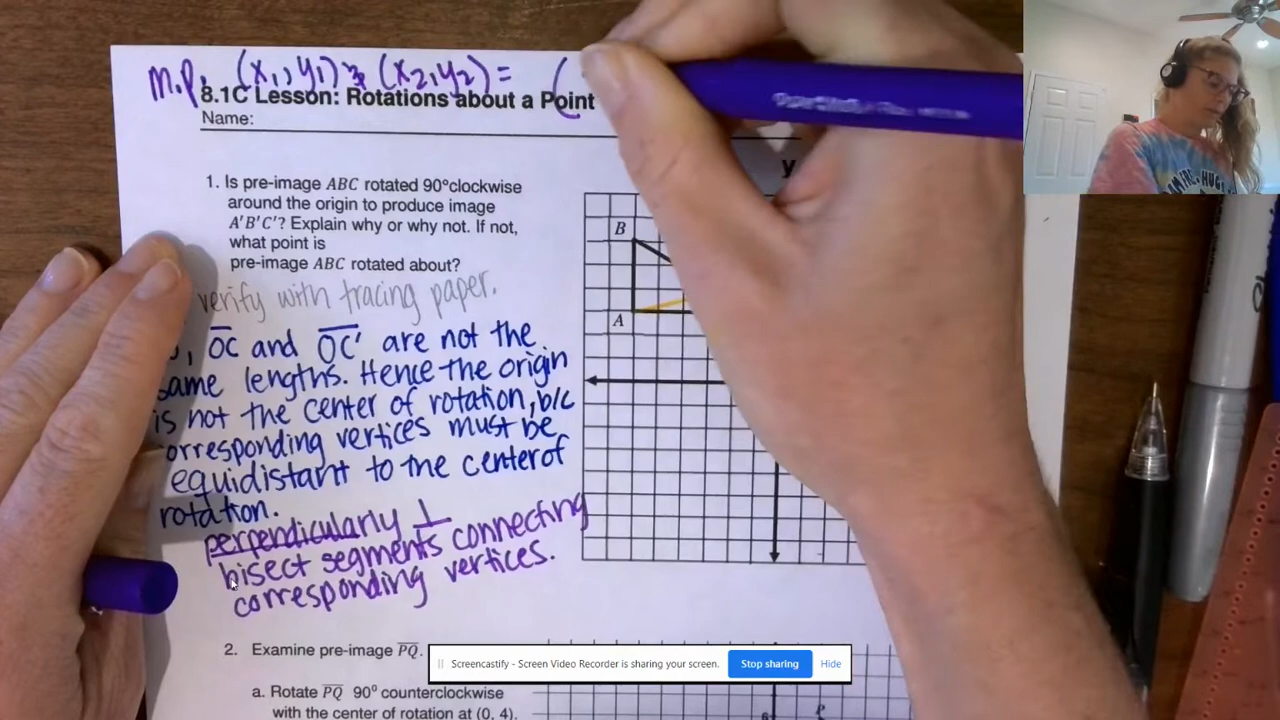 M.P. (x₁, y₁) & (x₂, y₂) = (
8.1C Lesson: Rotations about a Point
Name:
y
1. Is pre-image ABC rotated 90°clockwise
around the origin to produce image
A'B'C'? Explain why or why not. If not,
what point is
pre-image ABC rotated about?
B
A
verify with tracing paper.
, OC and OC' are not the
same lengths. Hence the origin
is not the center of rotation, b/c
orresponding vertices must be
equidistant to the center of
rotation.
perpendicularly ⊥
bisect segments connecting
corresponding vertices.
2. Examine pre-image PQ.
a. Rotate PQ 90° counterclockwise
with the center of rotation at (0, 4).
6
P
Screencastify - Screen Video Recorder is sharing your screen.
Stop sharing
Hide